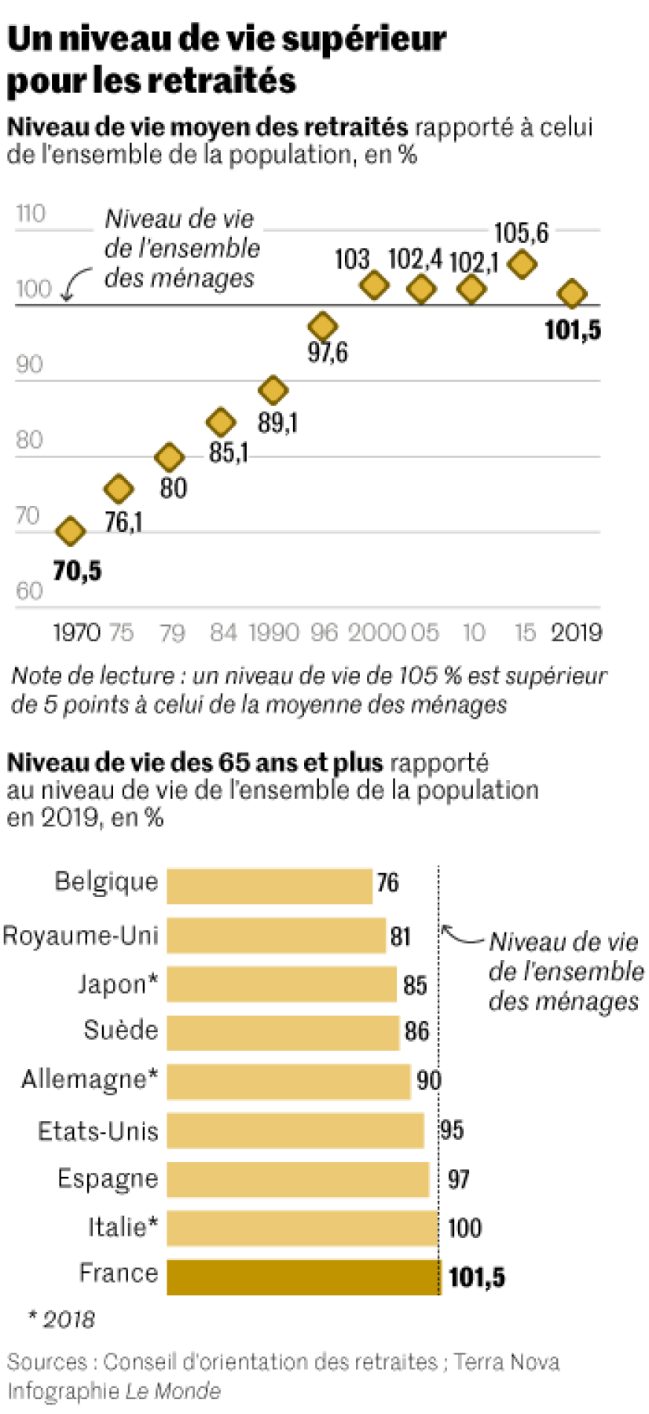 Un niveau de vie supérieur
pour les retraités
Niveau de vie moyen des retraités rapporté à celui
de l'ensemble de la population, en %
110
Niveau de vie
de l'ensemble
des ménages
105,6
103
102,4
102,1
100
101,5
97,6
90
89,1
80
85,1
80
76,1
70
70,5
60
1970 75 79 84 1990 96 2000 05 10 15 2019
Note de lecture : un niveau de vie de 105 % est supérieur
de 5 points à celui de la moyenne des ménages
Niveau de vie des 65 ans et plus rapporté
au niveau de vie de l'ensemble de la population
en 2019, en %
Belgique 76
Royaume-Uni 81
Niveau de vie
de l'ensemble
des ménages
Japon* 85
Suède 86
Allemagne* 90
Etats-Unis 95
Espagne 97
Italie* 100
France 101,5
* 2018
Sources : Conseil d'orientation des retraites ; Terra Nova
Infographie Le Monde